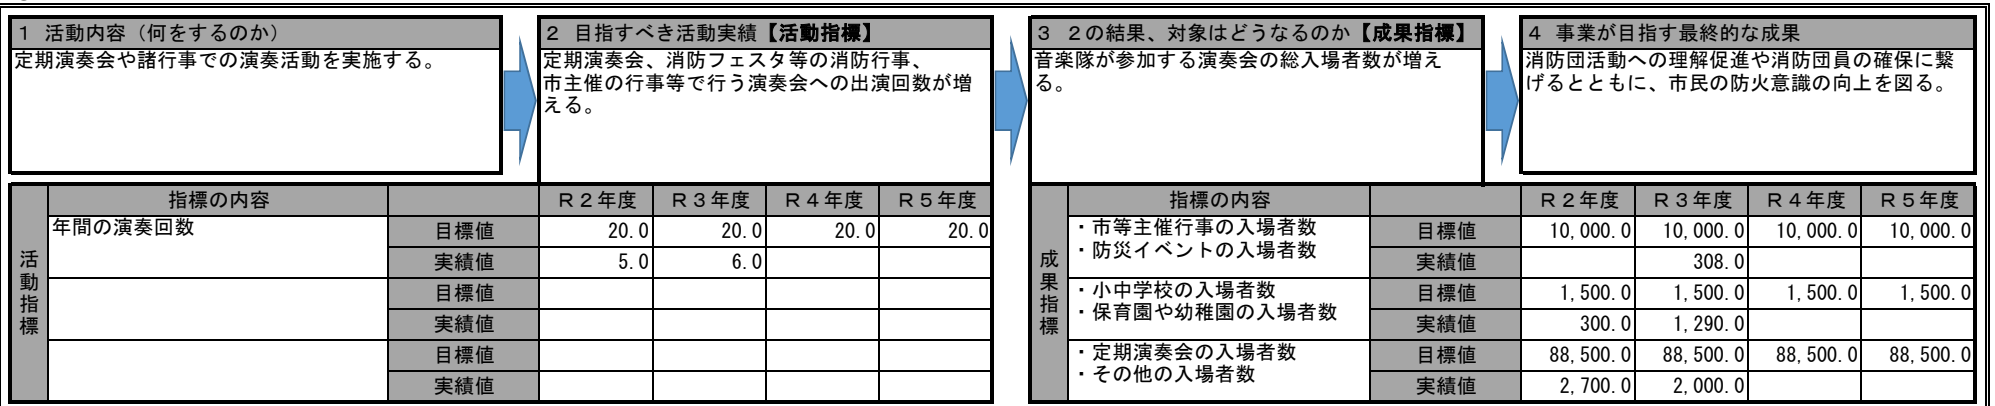 １ 活動内容（何をするのか）
定期演奏会や諸行事での演奏活動を実施する。
２ 目指すべき活動実績【活動指標】
定期演奏会、消防フェスタ等の消防行事、
市主催の行事等で行う演奏会への出演回数が増
える。
３ ２の結果、対象はどうなるのか【成果指標】
音楽隊が参加する演奏会の総入場者数が増え
る。
４ 事業が目指す最終的な成果
消防団活動への理解促進や消防団員の確保に繋
げるとともに、市民の防火意識の向上を図る。
活動指標
指標の内容 Ｒ２年度 Ｒ３年度 Ｒ４年度 Ｒ５年度
年間の演奏回数 目標値 20.0 20.0 20.0 20.0
実績値 5.0 6.0
目標値
実績値
目標値
実績値
成果指標
指標の内容 Ｒ２年度 Ｒ３年度 Ｒ４年度 Ｒ５年度
・市等主催行事の入場者数
・防災イベントの入場者数
目標値 10,000.0 10,000.0 10,000.0 10,000.0
実績値 308.0
・小中学校の入場者数
・保育園や幼稚園の入場者数
目標値 1,500.0 1,500.0 1,500.0 1,500.0
実績値 300.0 1,290.0
・定期演奏会の入場者数
・その他の入場者数
目標値 88,500.0 88,500.0 88,500.0 88,500.0
実績値 2,700.0 2,000.0